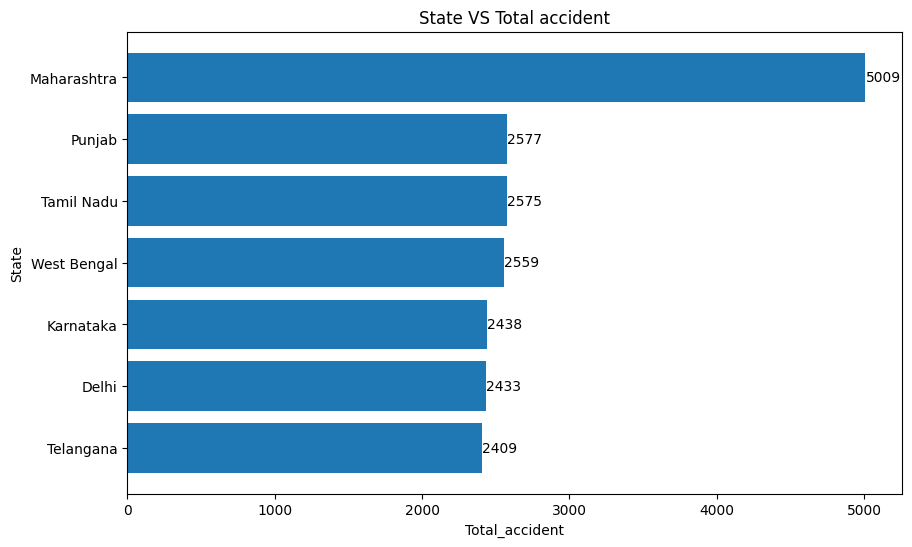 State VS Total accident
Maharashtra 5009
Punjab 2577
Tamil Nadu 2575
West Bengal 2559
Karnataka 2438
Delhi 2433
Telangana 2409
State
0 1000 2000 3000 4000 5000
Total_accident